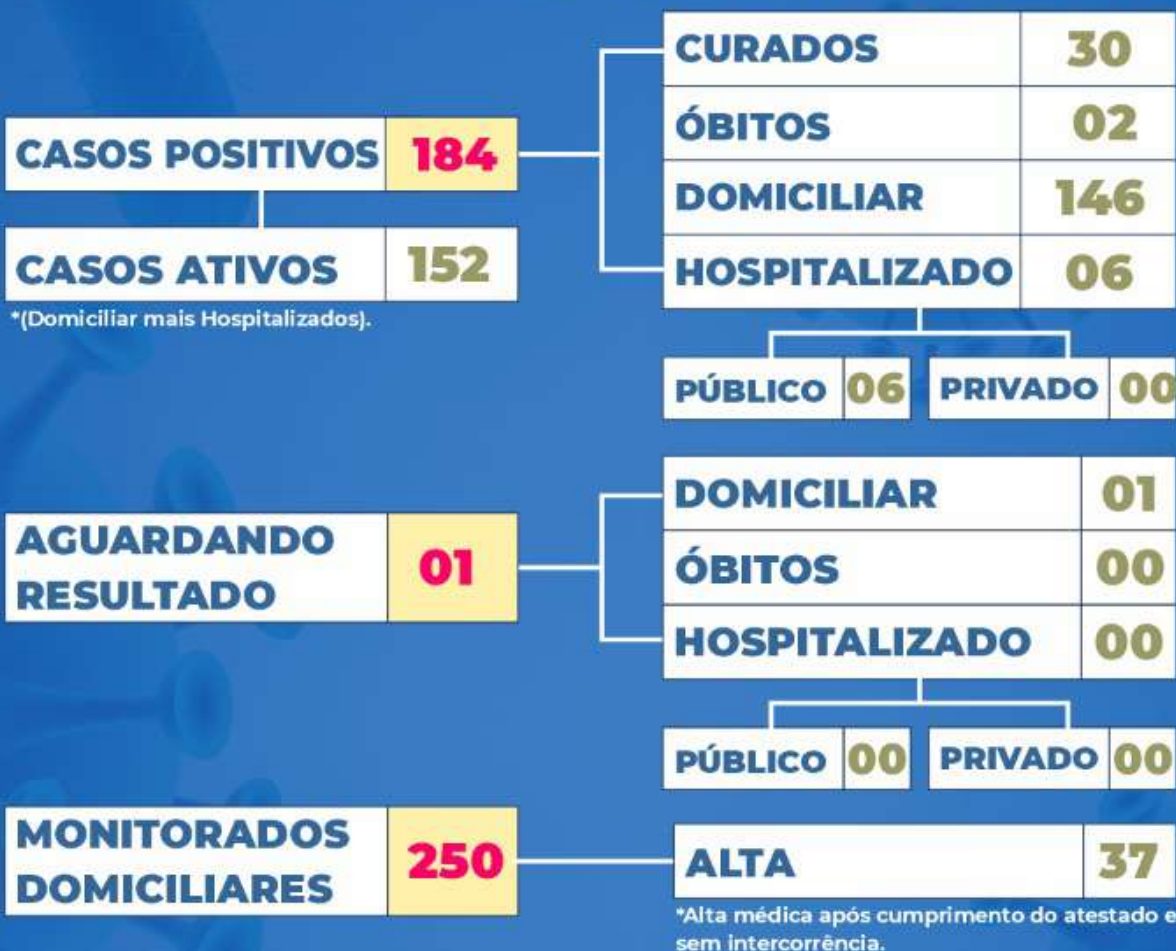 CASOS POSITIVOS 184
CASOS ATIVOS 152
*(Domiciliar mais Hospitalizados).
CURADOS 30
ÓBITOS 02
DOMICILIAR 146
HOSPITALIZADO 06
PÚBLICO 06 PRIVADO 00
AGUARDANDO
RESULTADO 01
DOMICILIAR 01
ÓBITOS 00
HOSPITALIZADO 00
PÚBLICO 00 PRIVADO 00
MONITORADOS
DOMICILIARES 250
ALTA 37
*Alta médica após cumprimento do atestado e
sem intercorrência.